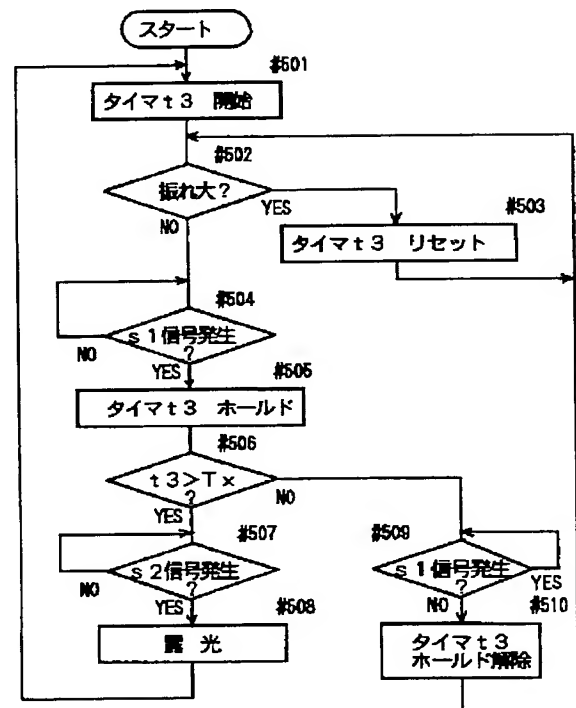 スタート
#501
タイマt3 開始
#502
振れ大?
YES
NO
#503
タイマt3 リセット
#504
s1信号発生
?
NO
YES
#505
タイマt3 ホールド
#506
t3>Tx
?
NO
YES
#507
s2信号発生
?
NO
YES
#508
露光
#509
s1信号発生
?
YES
NO
#510
タイマt3
ホールド解除